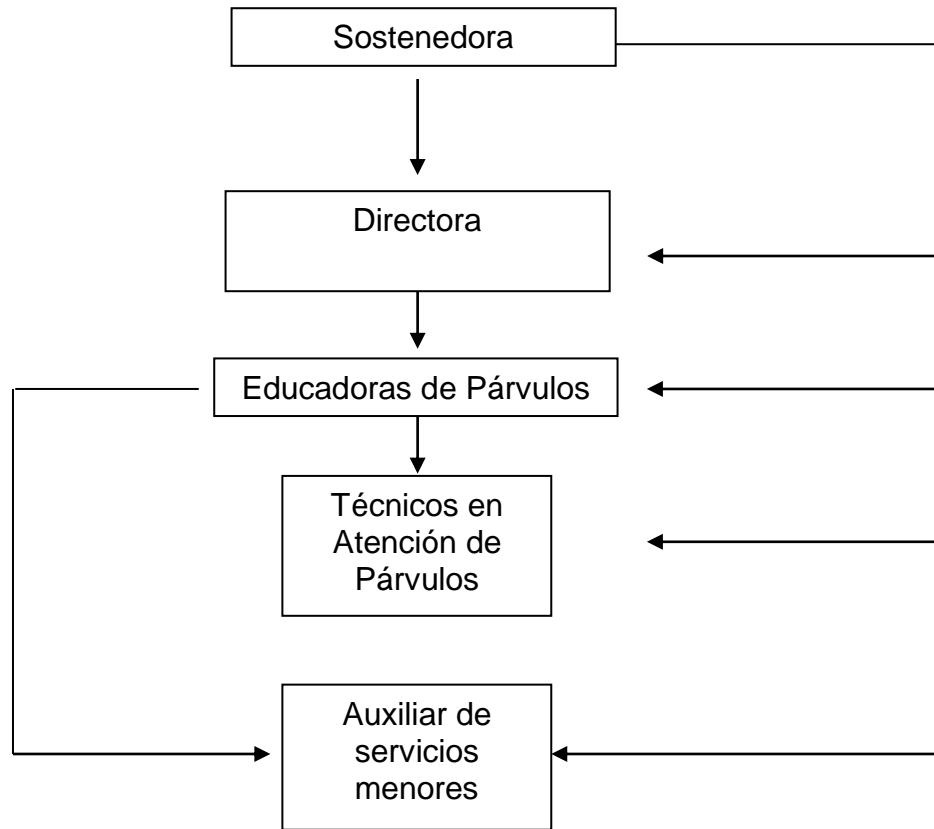 Sostenedora
Directora
Educadoras de Párvulos
Técnicos en
Atención de
Párvulos
Auxiliar de
servicios
menores